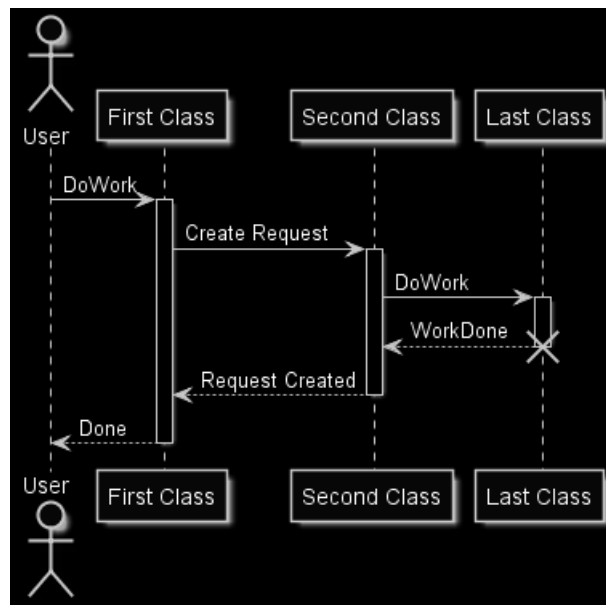 User
First Class
Second Class
Last Class
DoWork
Create Request
DoWork
WorkDone
Request Created
Done
User
First Class
Second Class
Last Class